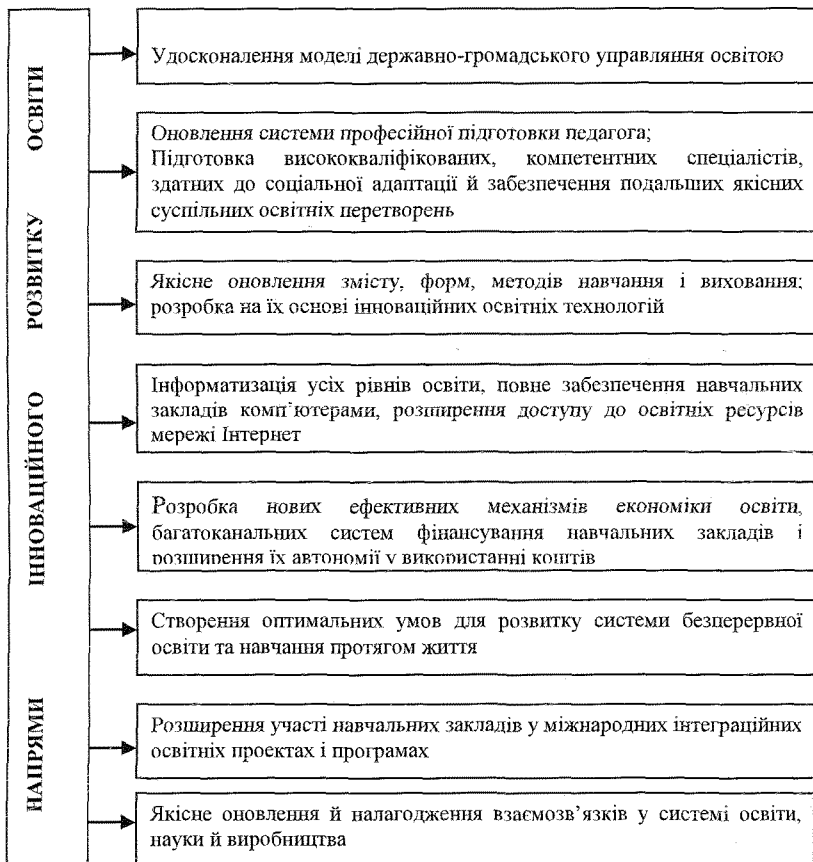 НАПРЯМИ ІННОВАЦІЙНОГО РОЗВИТКУ ОСВІТИ
Удосконалення моделі державно-громадського управляння освітою
Оновлення системи професійної підготовки педагога;
Підготовка висококваліфікованих, компетентних спеціалістів,
здатних до соціальної адаптації й забезпечення подальших якісних
суспільних освітніх перетворень
Якісне оновлення змісту, форм, методів навчання і виховання;
розробка на їх основі інноваційних освітніх технологій
Інформатизація усіх рівнів освіти, повне забезпечення навчальних
закладів комп'ютерами, розширення доступу до освітніх ресурсів
мережі Інтернет
Розробка нових ефективних механізмів економіки освіти,
багатоканальних систем фінансування навчальних закладів і
розширення їх автономії у використанні коштів
Створення оптимальних умов для розвитку системи безперервної
освіти та навчання протягом життя
Розширення участі навчальних закладів у міжнародних інтеграційних
освітніх проектах і програмах
Якісне оновлення й налагодження взаємозв'язків у системі освіти,
науки й виробництва